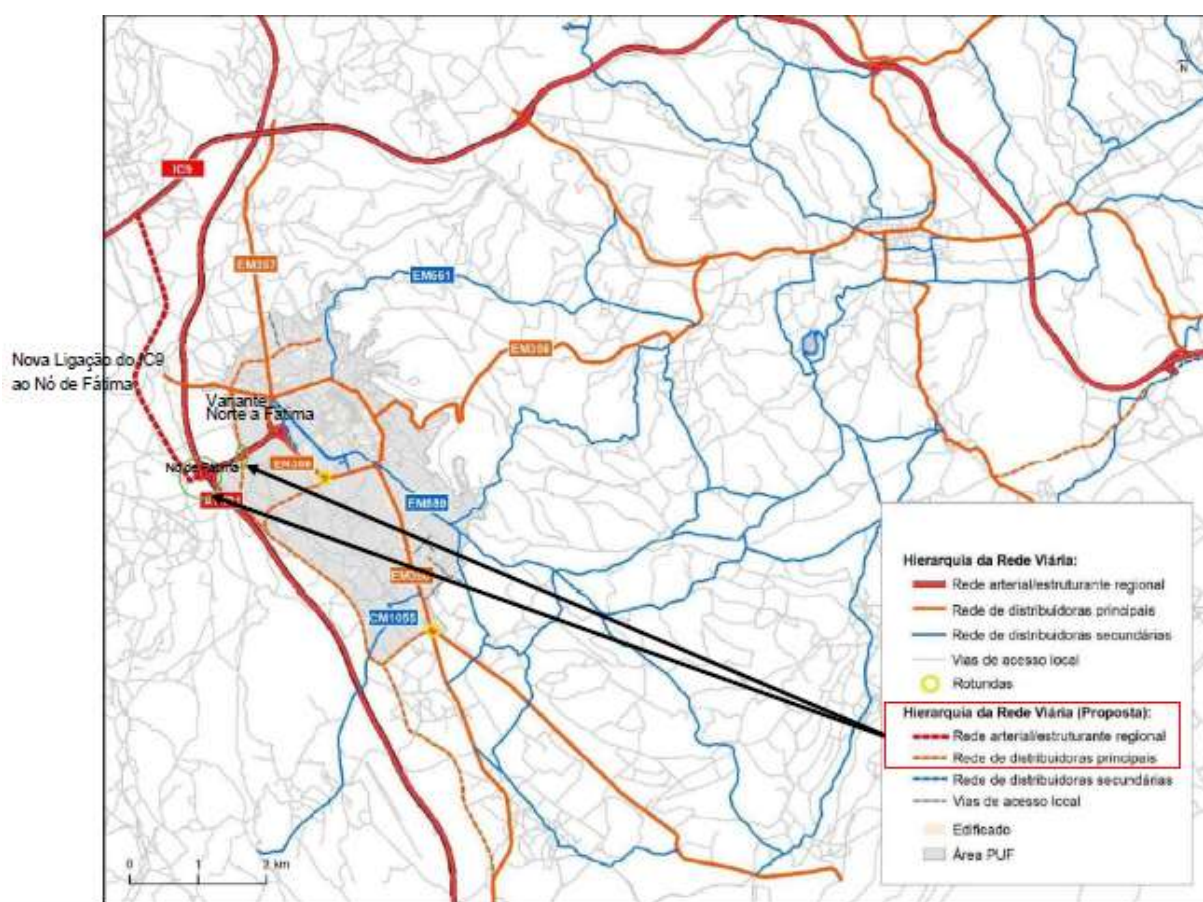 N
IC9
EM357
EM661
EM356
Nova Ligação do IC9
ao Nó de Fátima
Variante
Norte a Fátima
Nó de Fátima
CM1055
0 1 2 km
Hierarquia da Rede Viária:
Rede arterial/estruturante regional
Rede de distribuidoras principais
Rede de distribuidoras secundárias
Vias de acesso local
Rotundas
Hierarquia da Rede Viária (Proposta):
Rede arterial/estruturante regional
Rede de distribuidoras principais
Rede de distribuidoras secundárias
Vias de acesso local
Edificado
Área PUF